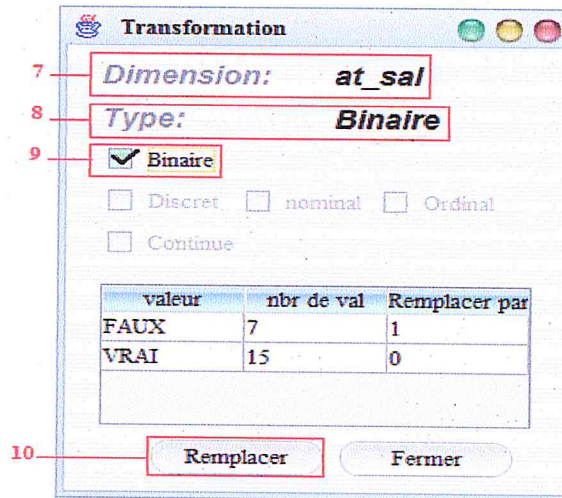 Transformation
7 Dimension: at_sal
8 Type: Binaire
9 Binaire
Discret nominal Ordinal
Continue
valeur nbr de val Remplacer par
FAUX 7 1
VRAI 15 0
10 Remplacer Fermer